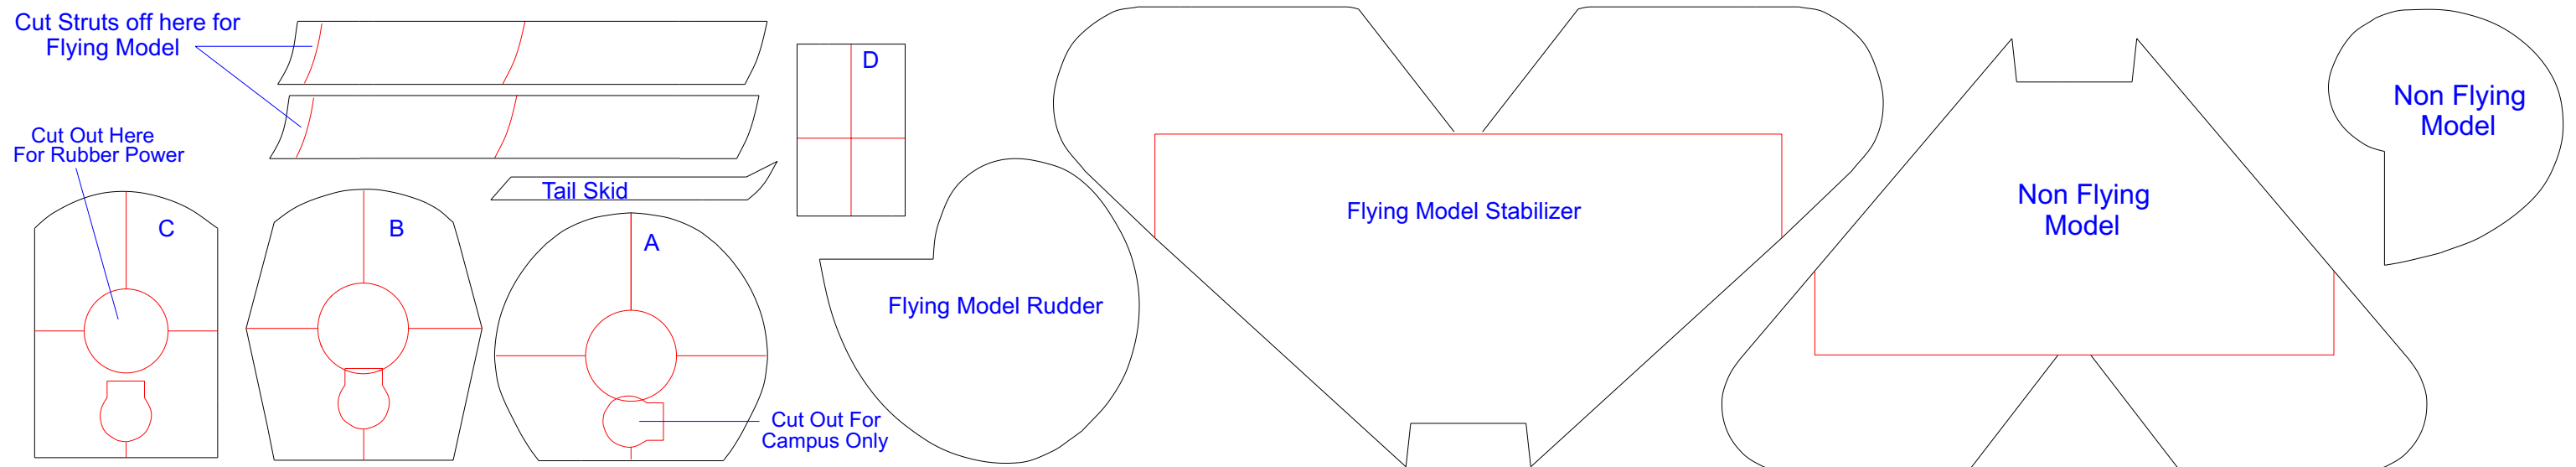 Cut Struts off here for
Flying Model
Cut Out Here
For Rubber Power
C
B
Tail Skid
A
D
Cut Out For
Campus Only
Flying Model Rudder
Flying Model Stabilizer
Non Flying
Model
Non Flying
Model